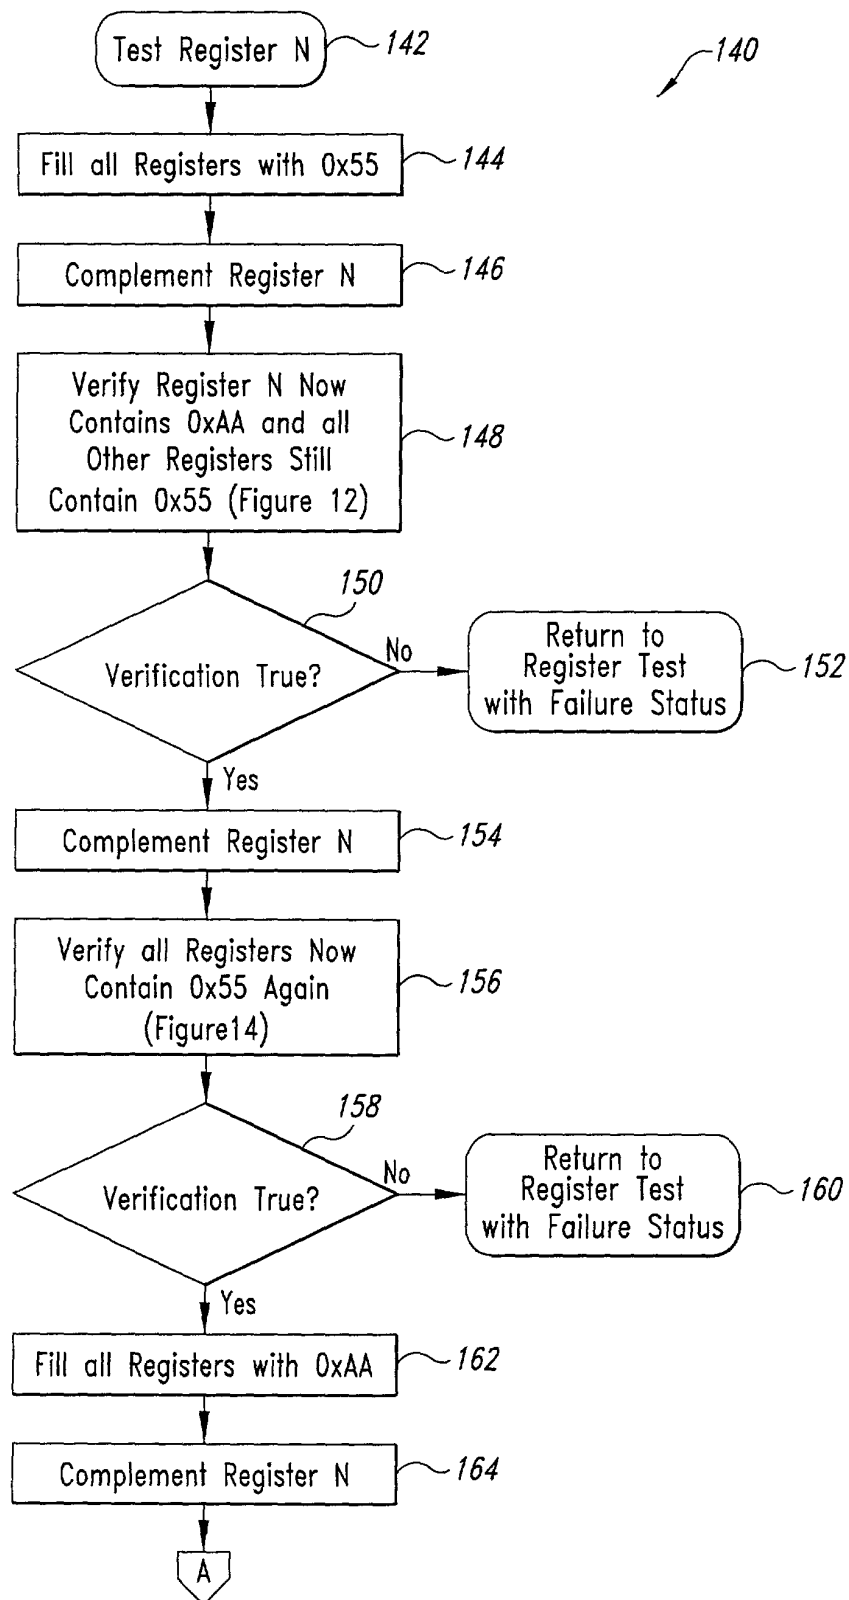 Test Register N
142
140
Fill all Registers with 0x55
144
Complement Register N
146
Verify Register N Now
Contains 0xAA and all
Other Registers Still
Contain 0x55 (Figure 12)
148
150
Verification True?
No
Return to
Register Test
with Failure Status
152
Yes
Complement Register N
154
Verify all Registers Now
Contain 0x55 Again
(Figure14)
156
158
Verification True?
No
Return to
Register Test
with Failure Status
160
Yes
Fill all Registers with 0xAA
162
Complement Register N
164
A